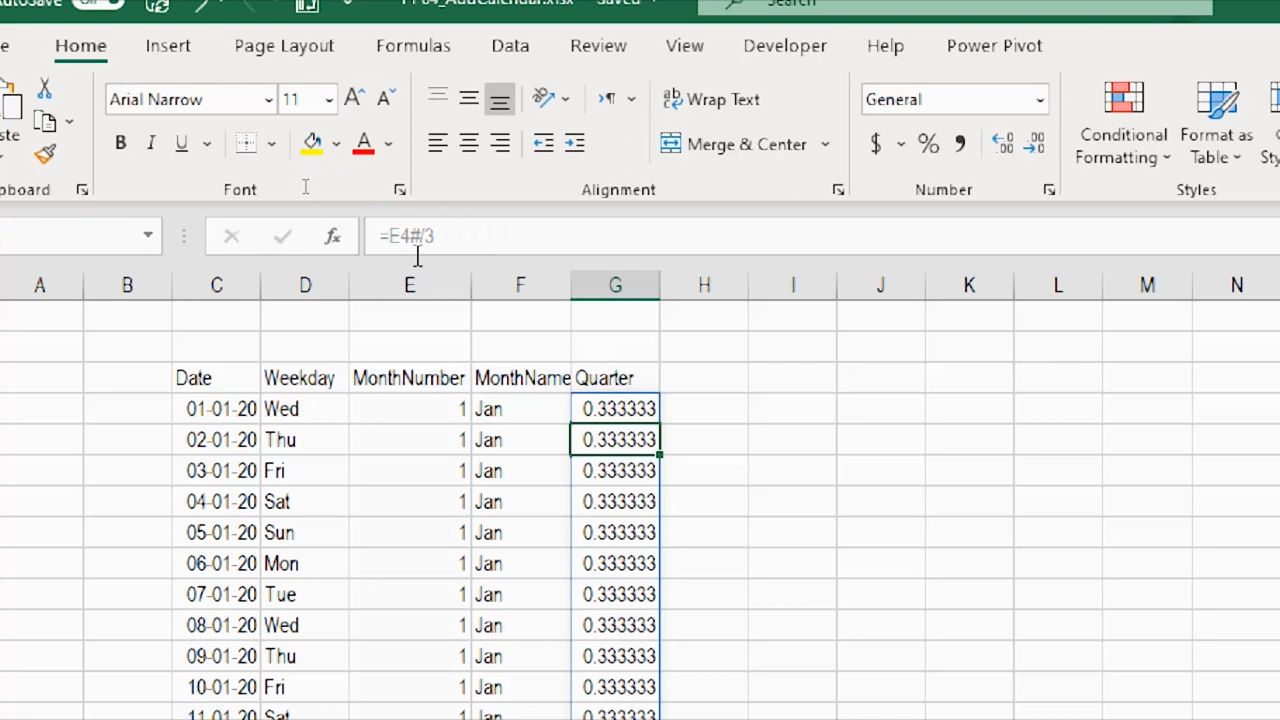 AutoSave
Saved
Search
Home Insert Page Layout Formulas Data Review View Developer Help Power Pivot
Arial Narrow 11 A A Wrap Text General
B I U A Merge & Center $ % Conditional Formatting Format as Table
Font Alignment Number Styles
fx =E4#/3
A B C D E F G H I J K L M N
Date Weekday MonthNumber MonthName Quarter
01-01-20 Wed 1 Jan 0.333333
02-01-20 Thu 1 Jan 0.333333
03-01-20 Fri 1 Jan 0.333333
04-01-20 Sat 1 Jan 0.333333
05-01-20 Sun 1 Jan 0.333333
06-01-20 Mon 1 Jan 0.333333
07-01-20 Tue 1 Jan 0.333333
08-01-20 Wed 1 Jan 0.333333
09-01-20 Thu 1 Jan 0.333333
10-01-20 Fri 1 Jan 0.333333
11-01-20 Sat 1 Jan 0.333333